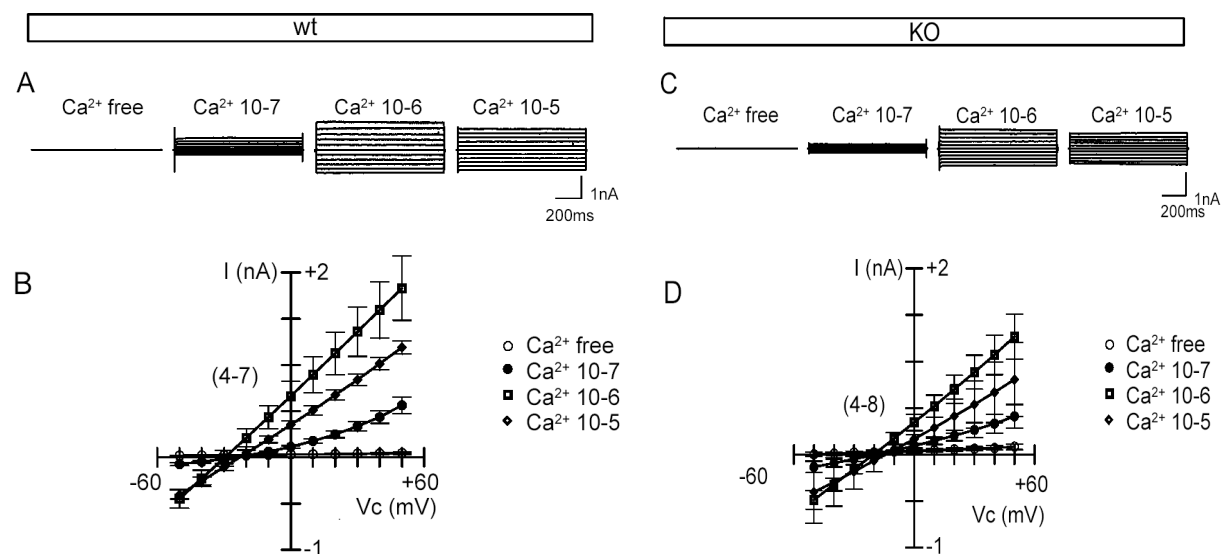 wt
KO
A
Ca²⁺ free Ca²⁺ 10-7 Ca²⁺ 10-6 Ca²⁺ 10-5
1nA
200ms
C
Ca²⁺ free Ca²⁺ 10-7 Ca²⁺ 10-6 Ca²⁺ 10-5
1nA
200ms
B
I (nA)
+2
(4-7)
-60
+60
Vc (mV)
-1
Ca²⁺ free
Ca²⁺ 10-7
Ca²⁺ 10-6
Ca²⁺ 10-5
D
I (nA)
+2
(4-8)
-60
+60
Vc (mV)
-1
Ca²⁺ free
Ca²⁺ 10-7
Ca²⁺ 10-6
Ca²⁺ 10-5